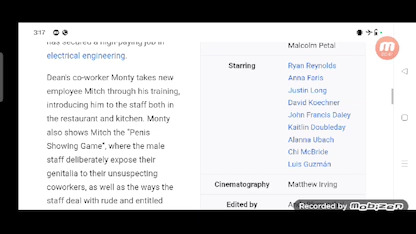 3:17
has secured a high paying job in
electrical engineering.
Dean's co-worker Monty takes new
employee Mitch through his training,
introducing him to the staff both in
the restaurant and kitchen. Monty
also shows Mitch the "Penis
Showing Game", where the male
staff deliberately expose their
genitalia to their unsuspecting
coworkers, as well as the ways the
staff deal with rude and entitled
Malcolm Petal
Starring
Ryan Reynolds
Anna Faris
Justin Long
David Koechner
John Francis Daley
Kaitlin Doubleday
Alanna Ubach
Chi McBride
Luis Guzmán
Cinematography Matthew Irving
Edited by
Recorded by Mobizen